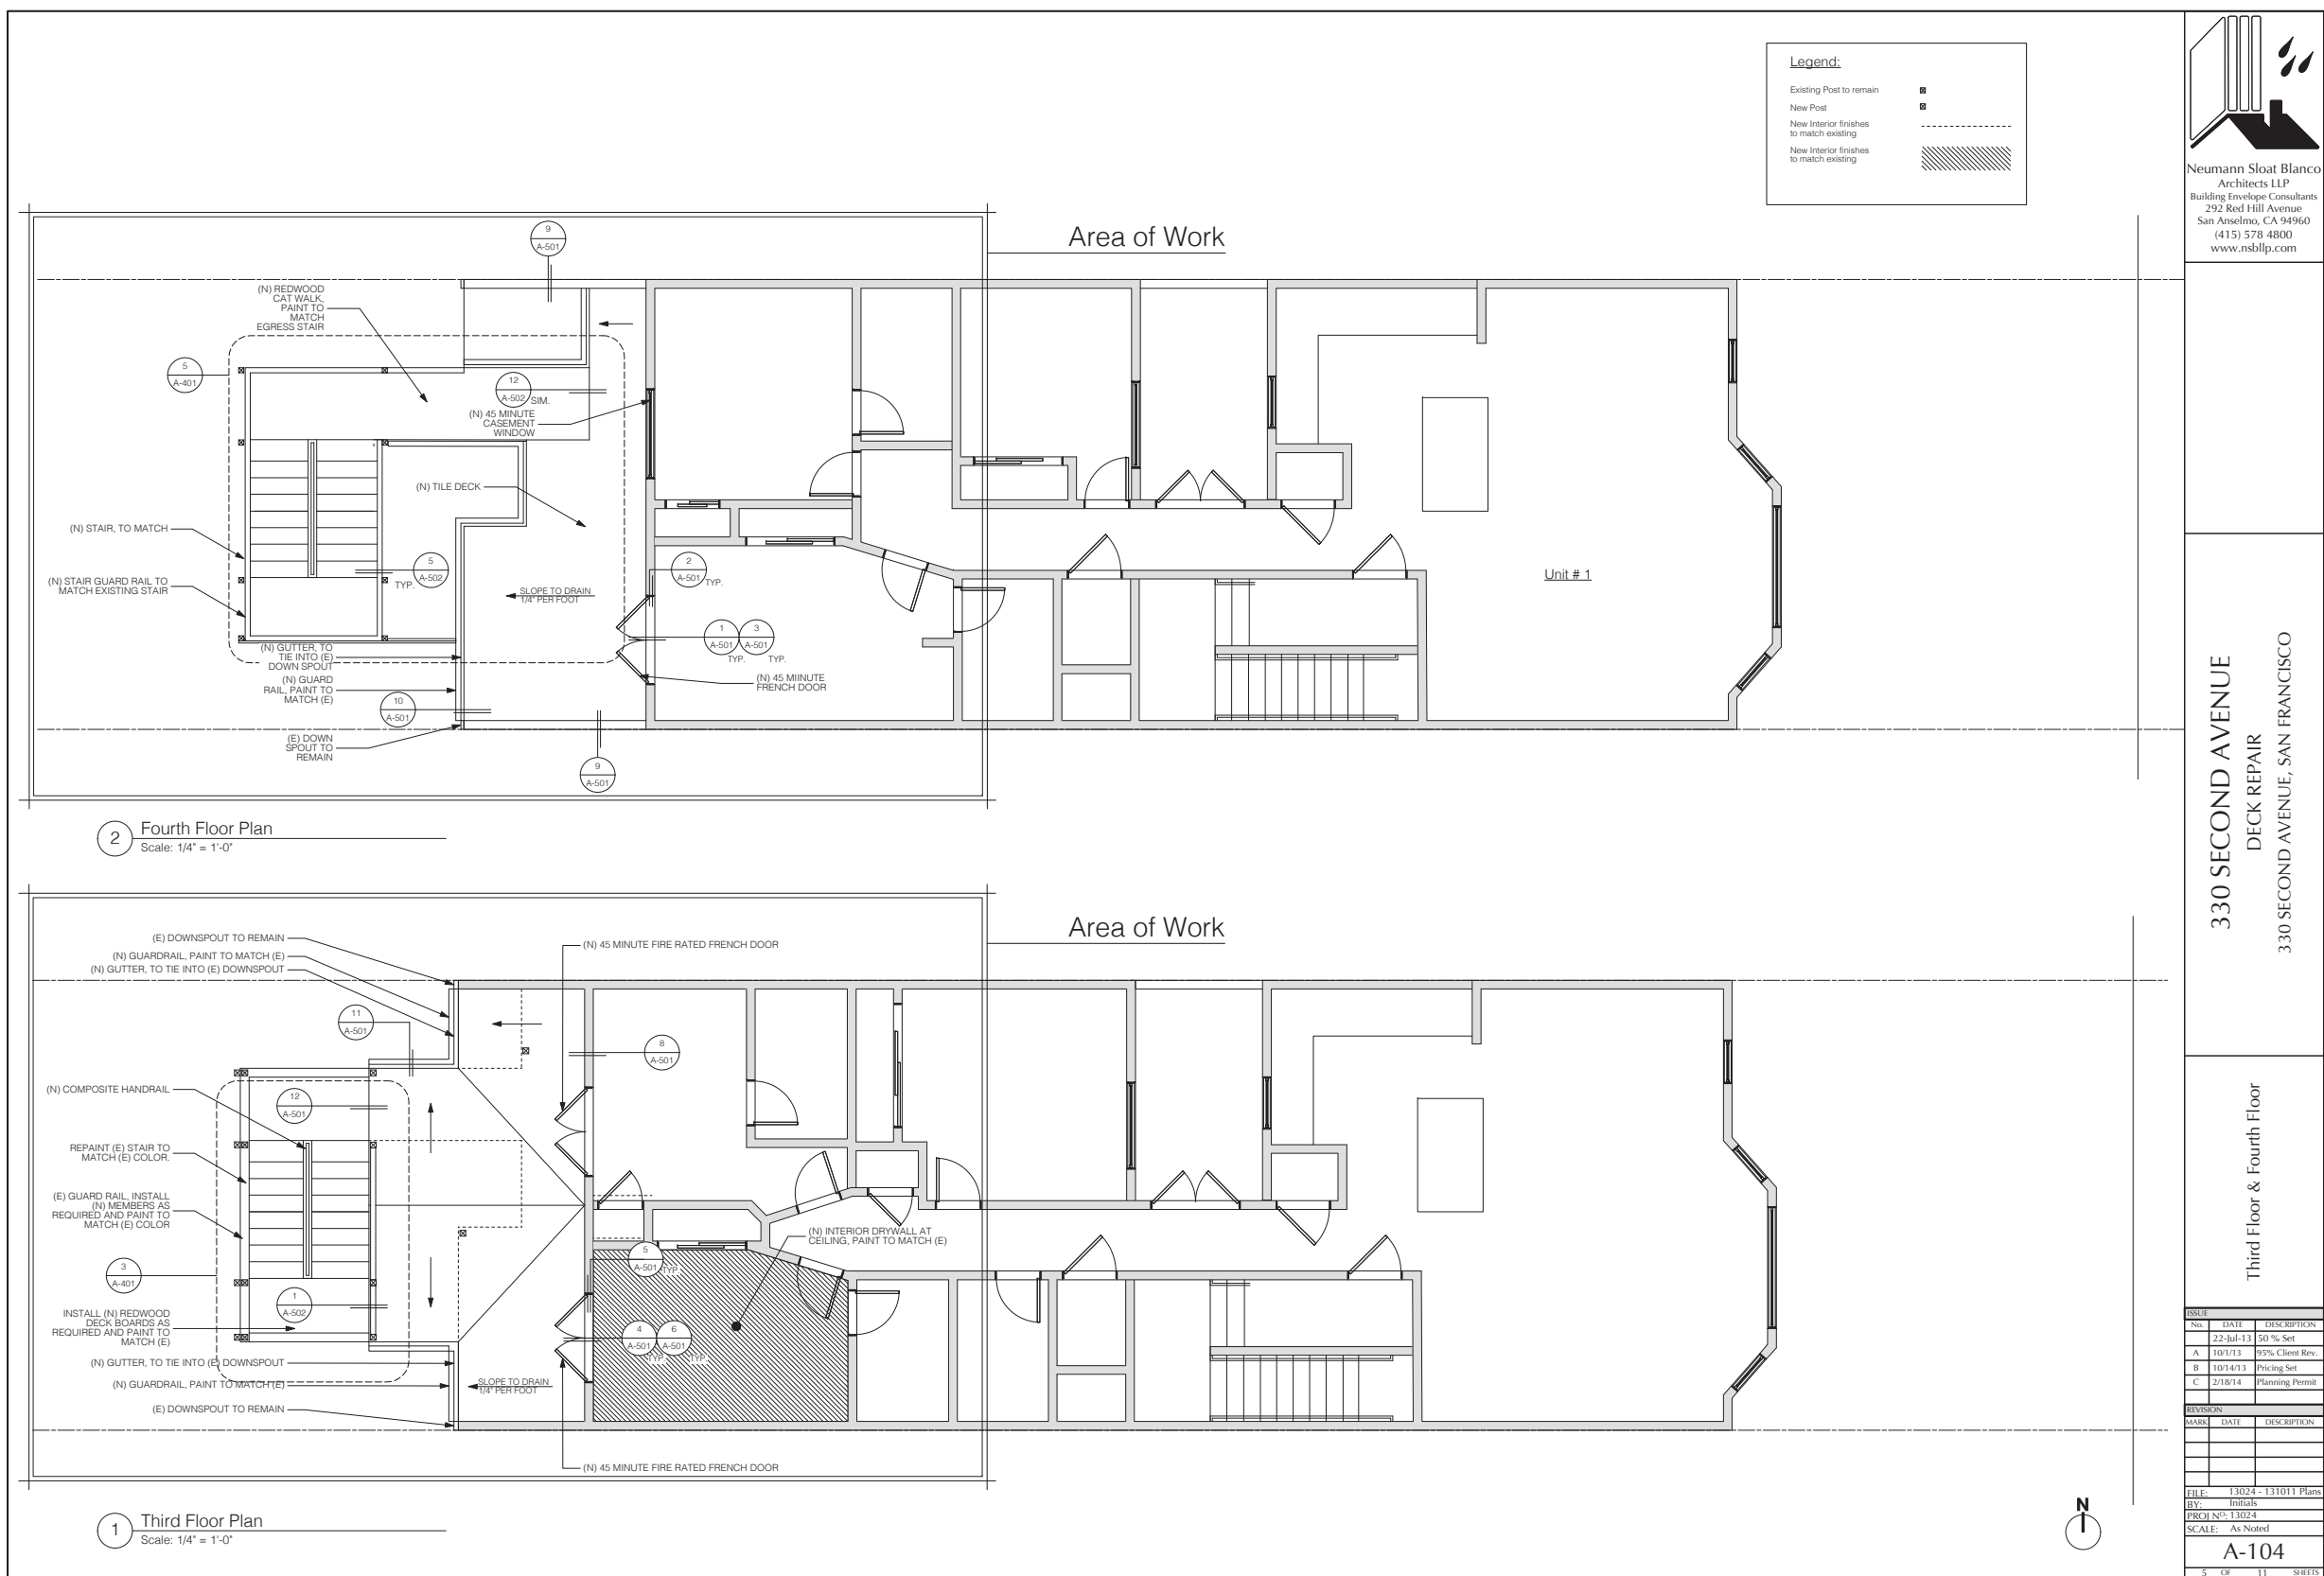 Legend:
Existing Post to remain
New Post
New Interior finishes
to match existing
New Interior finishes
to match existing
Neumann Sloat Blanco
Architects LLP
Building Envelope Consultants
292 Red Hill Avenue
San Anselmo, CA 94960
(415) 578 4800
www.nsbllp.com
Area of Work
9
A-501
(N) REDWOOD
CAT WALK,
PAINT TO
MATCH
EGRESS STAIR
5
A-401
12
A-502
SIM.
(N) 45 MINUTE
CASEMENT
WINDOW
(N) TILE DECK
(N) STAIR, TO MATCH
5
A-502
TYP.
(N) STAIR GUARD RAIL TO
MATCH EXISTING STAIR
SLOPE TO DRAIN
1/4" PER FOOT
2
A-501
TYP.
1
A-501
TYP.
3
A-501
TYP.
(N) GUTTER, TO
TIE INTO (E)
DOWN SPOUT
(N) GUARD
RAIL, PAINT TO
MATCH (E)
(N) 45 MIINUTE
FRENCH DOOR
10
A-501
(E) DOWN
SPOUT TO
REMAIN
9
A-501
Unit # 1
2
Fourth Floor Plan
Scale: 1/4" = 1'-0"
Area of Work
(E) DOWNSPOUT TO REMAIN
(N) GUARDRAIL, PAINT TO MATCH (E)
(N) GUTTER, TO TIE INTO (E) DOWNSPOUT
(N) 45 MINUTE FIRE RATED FRENCH DOOR
11
A-501
8
A-501
(N) COMPOSITE HANDRAIL
12
A-501
REPAINT (E) STAIR TO
MATCH (E) COLOR.
(E) GUARD RAIL, INSTALL
(N) MEMBERS AS
REQUIRED AND PAINT TO
MATCH (E) COLOR
(N) INTERIOR DRYWALL AT
CEILING, PAINT TO MATCH (E)
5
A-501
TYP.
3
A-401
1
A-502
INSTALL (N) REDWOOD
DECK BOARDS AS
REQUIRED AND PAINT TO
MATCH (E)
4
A-501
TYP.
6
A-501
TYP.
(N) GUTTER, TO TIE INTO (E) DOWNSPOUT
(N) GUARDRAIL, PAINT TO MATCH (E)
SLOPE TO DRAIN
1/4" PER FOOT
(E) DOWNSPOUT TO REMAIN
(N) 45 MINUTE FIRE RATED FRENCH DOOR
1
Third Floor Plan
Scale: 1/4" = 1'-0"
N
330 SECOND AVENUE
DECK REPAIR
330 SECOND AVENUE, SAN FRANCISCO
Third Floor & Fourth Floor
ISSUE
No. DATE DESCRIPTION
22-Jul-13 50 % Set
A 10/1/13 95% Client Rev.
B 10/14/13 Pricing Set
C 2/18/14 Planning Permit
REVISION
MARK DATE DESCRIPTION
FILE: 13024 - 131011 Plans
BY: Initials
PROJ Nº: 13024
SCALE: As Noted
A-104
5 OF 11 SHEETS